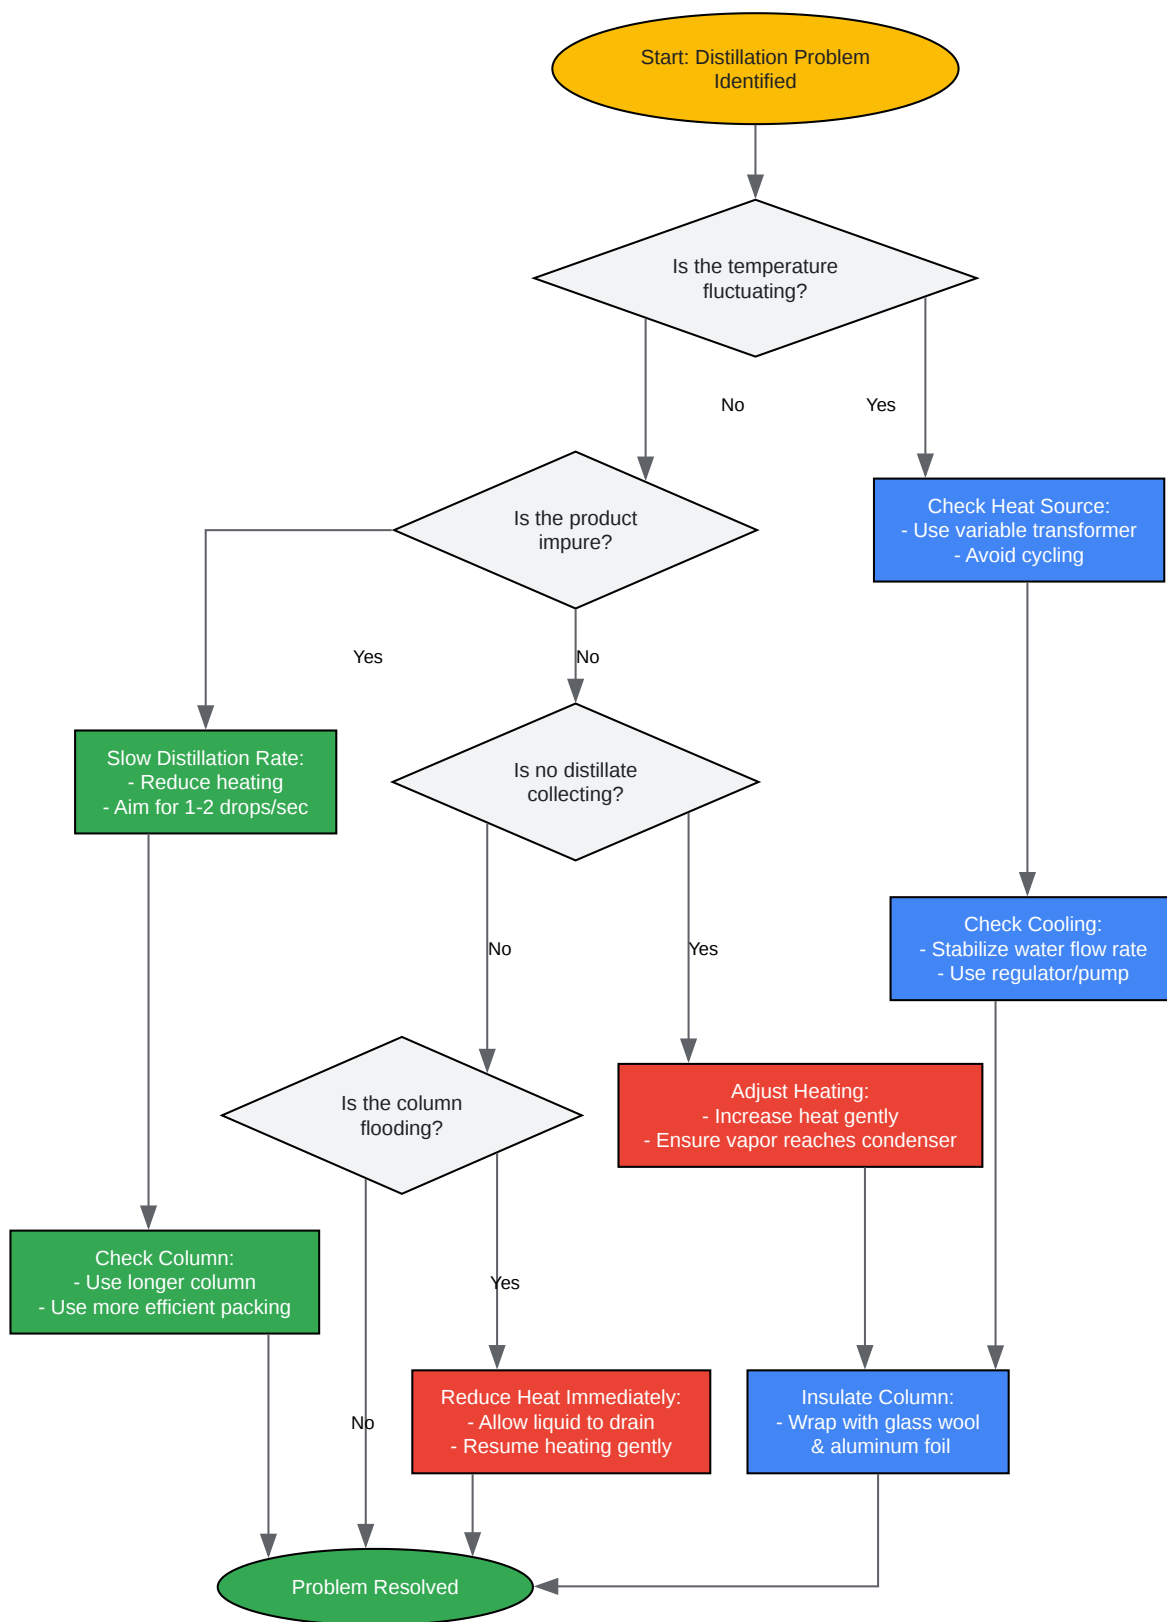 Start: Distillation Problem
Identified
Is the temperature
fluctuating?
No
Yes
Is the product
impure?
Check Heat Source:
- Use variable transformer
- Avoid cycling
Yes
No
Slow Distillation Rate:
- Reduce heating
- Aim for 1-2 drops/sec
Is no distillate
collecting?
No
Yes
Check Cooling:
- Stabilize water flow rate
- Use regulator/pump
Is the column
flooding?
Adjust Heating:
- Increase heat gently
- Ensure vapor reaches condenser
Check Column:
- Use longer column
- Use more efficient packing
Yes
No
Reduce Heat Immediately:
- Allow liquid to drain
- Resume heating gently
Insulate Column:
- Wrap with glass wool
& aluminum foil
Problem Resolved